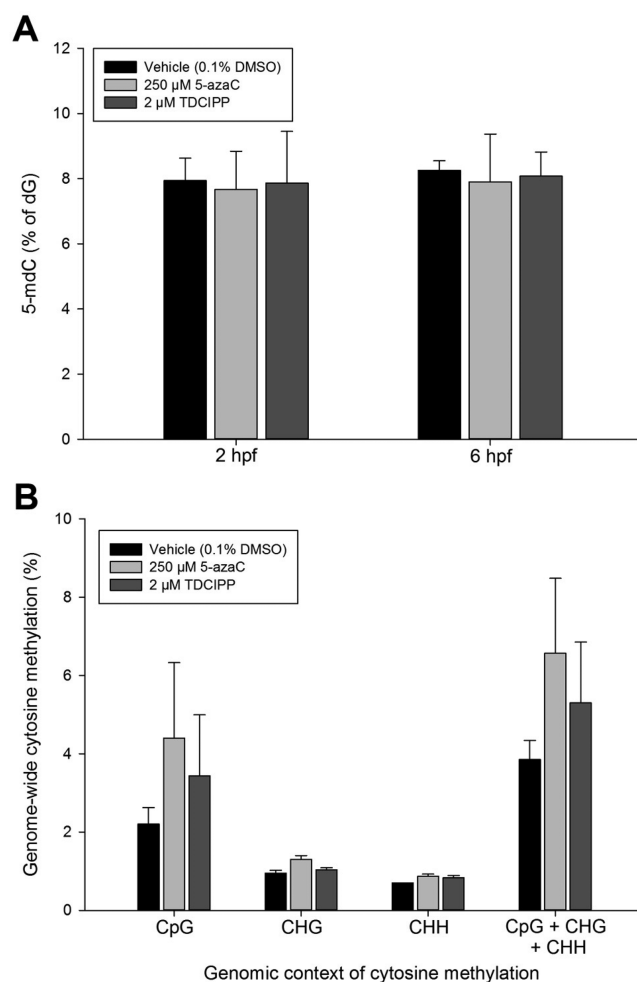 A
Vehicle (0.1% DMSO)
250 µM 5-azaC
2 µM TDCIPP
12
10
8
6
4
2
0
5-mdC (% of dG)
2 hpf
6 hpf
B
Vehicle (0.1% DMSO)
250 µM 5-azaC
2 µM TDCIPP
10
8
6
4
2
0
Genome-wide cytosine methylation (%)
CpG
CHG
CHH
CpG + CHG
+ CHH
Genomic context of cytosine methylation